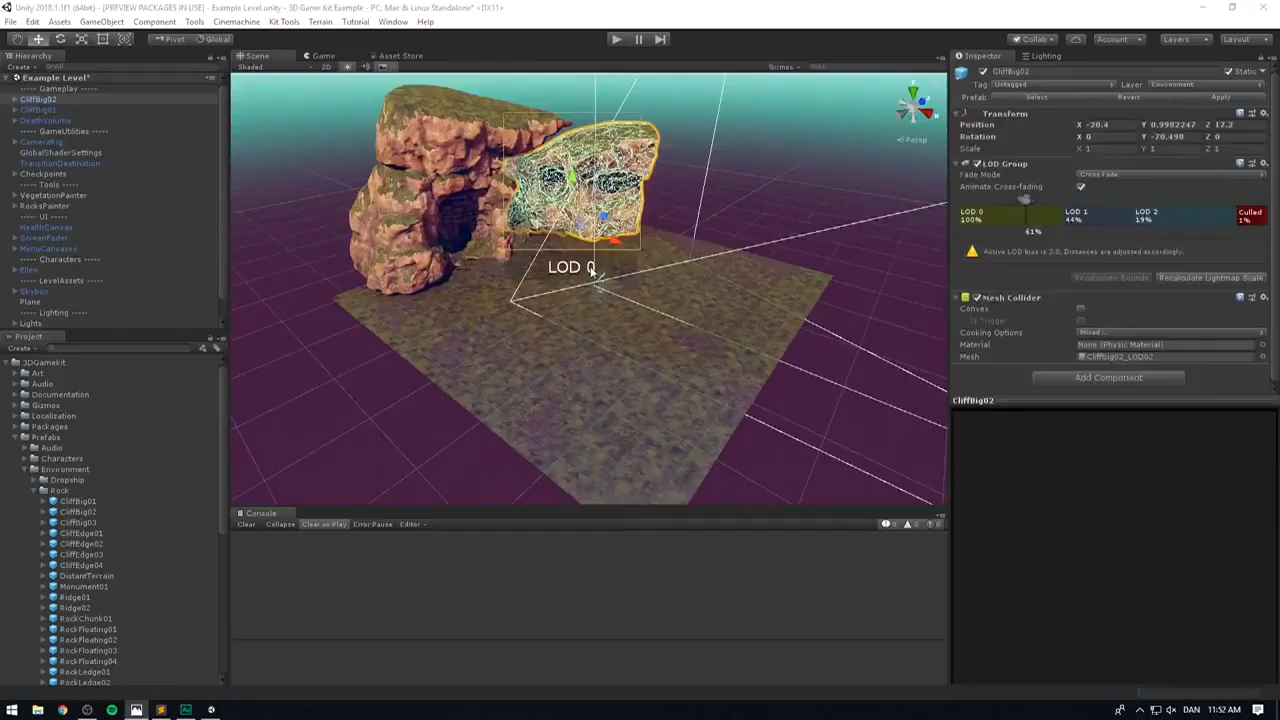 Unity 2018.1.1f1 (64bit) - [PREVIEW PACKAGES IN USE] - Example Level.unity - 3D Game Kit Example - PC, Mac & Linux Standalone* <DX11>
File Edit Assets GameObject Component Tools Cinemachine Kit Tools Terrain Tutorial Window Help
Pivot Global Collab Account Layers Layout
Hierarchy
Create
Example Level*
----- Gameplay -----
CliffBig02
CliffBig01
DeathVolume
----- GameUtilities -----
CameraRig
GlobalShaderSettings
TransitionDestination
Checkpoints
----- Tools -----
VegetationPainter
RocksPainter
----- UI -----
HealthCanvas
ScreenFader
MenuCanvases
----- Characters -----
Ellen
----- LevelAssets -----
Skybox
Plane
----- Lighting -----
Lights
Project
Create
3DGamekit
Art
Audio
Documentation
Gizmos
Localization
Packages
Prefabs
Audio
Characters
Environment
Dropship
Rock
CliffBig01
CliffBig02
CliffBig03
CliffEdge01
CliffEdge02
CliffEdge03
CliffEdge04
DistantTerrain
Monument01
Ridge01
Ridge02
RockChunk01
RockFloating01
RockFloating02
RockFloating03
RockFloating04
RockLedge01
RockLedge02
Scene Game Asset Store
Shaded 2D Gizmos
Persp
LOD 0
Console
Clear Collapse Clear on Play Error Pause Editor 0 0 0
Inspector Lighting
CliffBig02 Static
Tag Untagged Layer Environment
Prefab Select Revert Apply
Transform
Position X -20.4 Y 0.9982247 Z 17.2
Rotation X 0 Y -70.498 Z 0
Scale X 1 Y 1 Z 1
LOD Group
Fade Mode Cross Fade
Animate Cross-fading
LOD 0 LOD 1 LOD 2 Culled
100% 44% 19% 1%
61%
Active LOD bias is 2.0. Distances are adjusted accordingly.
Recalculate Bounds Recalculate Lightmap Scale
Mesh Collider
Convex
Is Trigger
Cooking Options Mixed ...
Material None (Physic Material)
Mesh CliffBig02_LOD02
Add Component
CliffBig02
DAN 11:52 AM